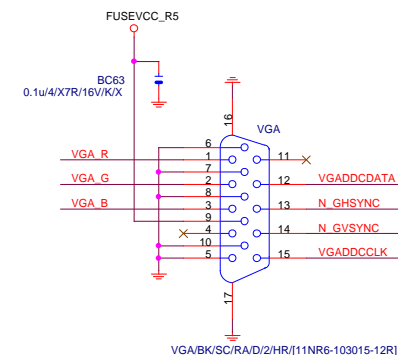 FUSEVCC_R5
BC63
0.1u/4/X7R/16V/K/X
16
VGA
6
VGA_R
1
11
7
VGA_G
2
12
VGADDCDATA
8
VGA_B
3
13
N_GHSYNC
9
4
14
N_GVSYNC
10
5
15
VGADDCCLK
17
VGA/BK/SC/RA/D/2/HR/[11NR6-103015-12R]